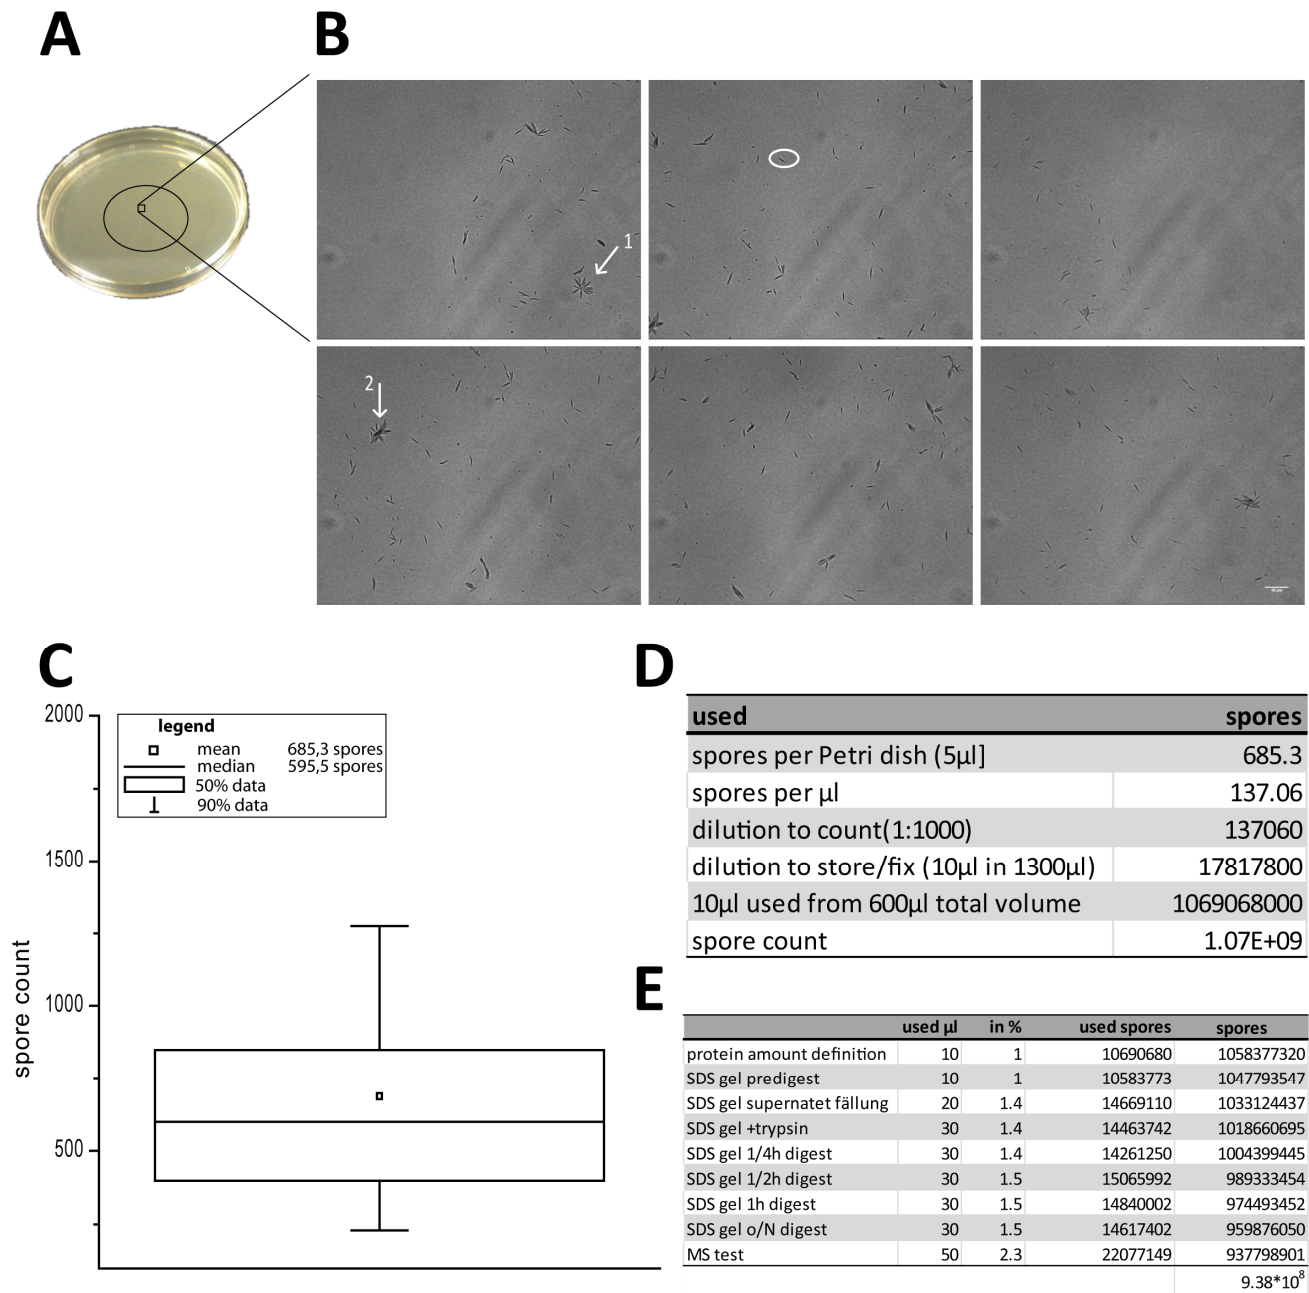 A
B
1
2
C
2000
1500
1000
500
spore count
legend
mean 685,3 spores
median 595,5 spores
50% data
90% data
D
used spores
spores per Petri dish (5µl] 685.3
spores per µl 137.06
dilution to count(1:1000) 137060
dilution to store/fix (10µl in 1300µl) 17817800
10µl used from 600µl total volume 1069068000
spore count 1.07E+09
E
used µl in % used spores spores
protein amount definition 10 1 10690680 1058377320
SDS gel predigest 10 1 10583773 1047793547
SDS gel supernatet fällung 20 1.4 14669110 1033124437
SDS gel +trypsin 30 1.4 14463742 1018660695
SDS gel 1/4h digest 30 1.4 14261250 1004399445
SDS gel 1/2h digest 30 1.5 15065992 989333454
SDS gel 1h digest 30 1.5 14840002 974493452
SDS gel o/N digest 30 1.5 14617402 959876050
MS test 50 2.3 22077149 937798901
9.38*10⁸